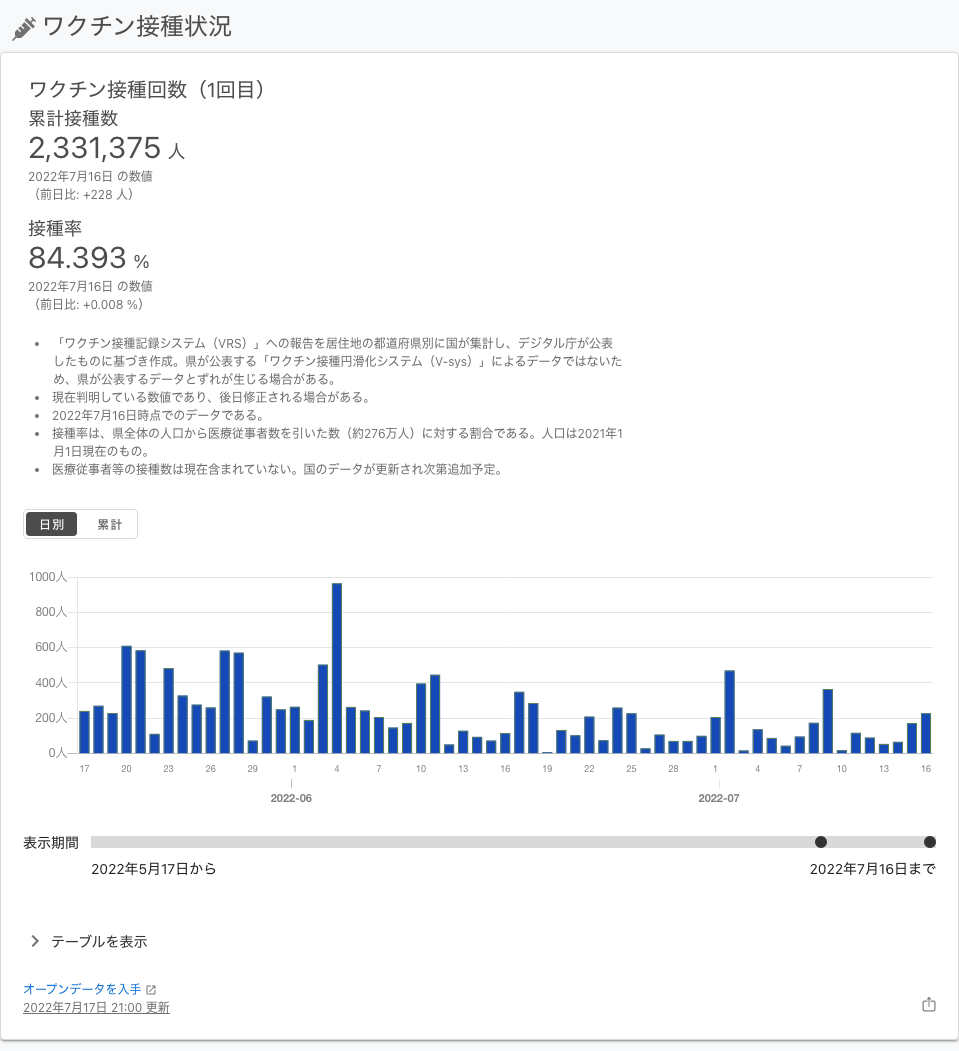 ワクチン接種状況
ワクチン接種回数（1回目）
累計接種数
2,331,375 人
2022年7月16日 の数値
（前日比: +228 人）
接種率
84.393 %
2022年7月16日 の数値
（前日比: +0.008 %）
• 「ワクチン接種記録システム（VRS）」への報告を居住地の都道府県別に国が集計し、デジタル庁が公表
したものに基づき作成。県が公表する「ワクチン接種円滑化システム（V-sys）」によるデータではないた
め、県が公表するデータとずれが生じる場合がある。
• 現在判明している数値であり、後日修正される場合がある。
• 2022年7月16日時点でのデータである。
• 接種率は、県全体の人口から医療従事者数を引いた数（約276万人）に対する割合である。人口は2021年1
月1日現在のもの。
• 医療従事者等の接種数は現在含まれていない。国のデータが更新され次第追加予定。
日別 累計
1000人
800人
600人
400人
200人
0人
17 20 23 26 29 1 4 7 10 13 16 19 22 25 28 1 4 7 10 13 16
2022-06 2022-07
表示期間
2022年5月17日から 2022年7月16日まで
テーブルを表示
オープンデータを入手
2022年7月17日 21:00 更新